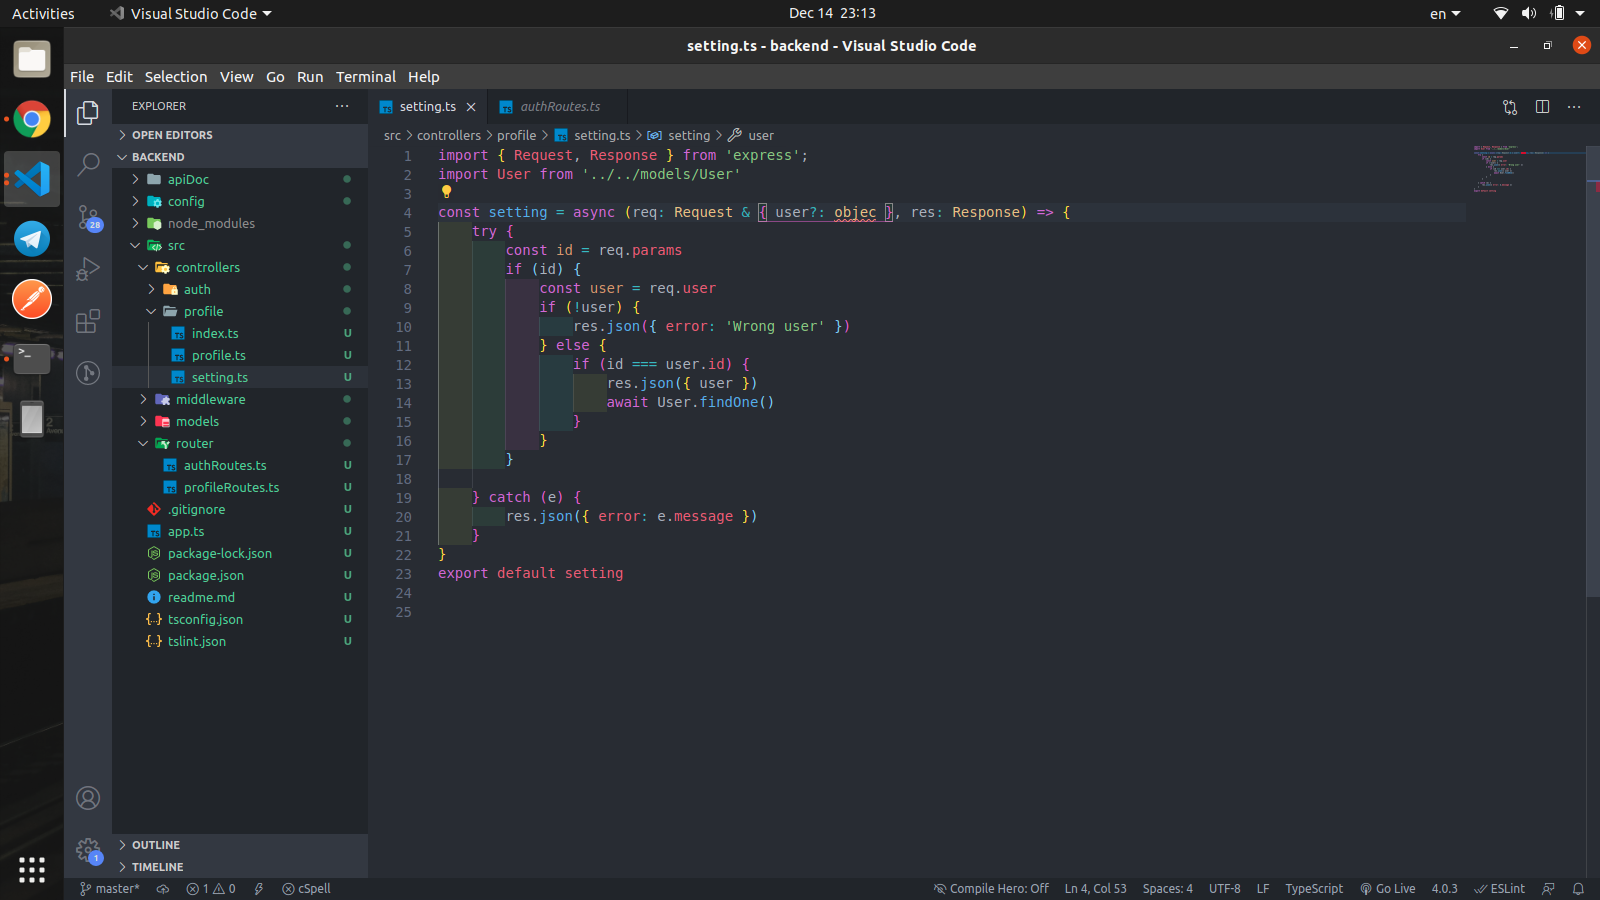 Activities
Visual Studio Code
Dec 14 23:13
en
setting.ts - backend - Visual Studio Code
File Edit Selection View Go Run Terminal Help
EXPLORER
OPEN EDITORS
BACKEND
apiDoc
config
node_modules
src
controllers
auth
profile
index.ts U
profile.ts U
setting.ts U
middleware
models
router
authRoutes.ts U
profileRoutes.ts U
.gitignore U
app.ts U
package-lock.json U
package.json U
readme.md U
tsconfig.json U
tslint.json U
OUTLINE
TIMELINE
28
1
setting.ts
authRoutes.ts
src > controllers > profile > setting.ts > setting > user
1 import { Request, Response } from 'express';
2 import User from '../../models/User'
3
4 const setting = async (req: Request & { user?: objec }, res: Response) => {
5 try {
6 const id = req.params
7 if (id) {
8 const user = req.user
9 if (!user) {
10 res.json({ error: 'Wrong user' })
11 } else {
12 if (id === user.id) {
13 res.json({ user })
14 await User.findOne()
15 }
16 }
17 }
18
19 } catch (e) {
20 res.json({ error: e.message })
21 }
22 }
23 export default setting
24
25
master* 1 0 cSpell
Compile Hero: Off Ln 4, Col 53 Spaces: 4 UTF-8 LF TypeScript Go Live 4.0.3 ESLint